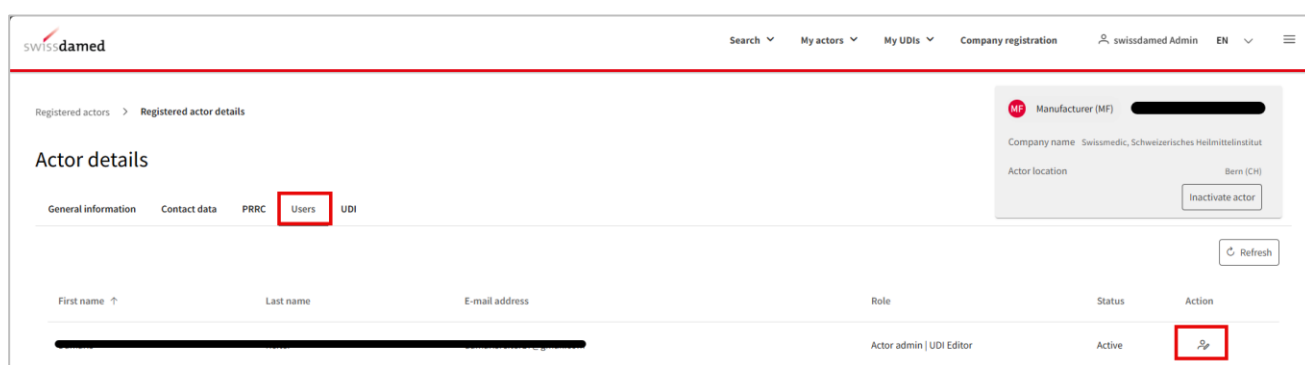 swissdamed
Search My actors My UDIs Company registration swissdamed Admin EN
Registered actors > Registered actor details
MF Manufacturer (MF)
Company name Swissmedic, Schweizerisches Heilmittelinstitut
Actor location Bern (CH)
Inactivate actor
Actor details
General information Contact data PRRC Users UDI
Refresh
First name ↑ Last name E-mail address Role Status Action
Actor admin | UDI Editor Active